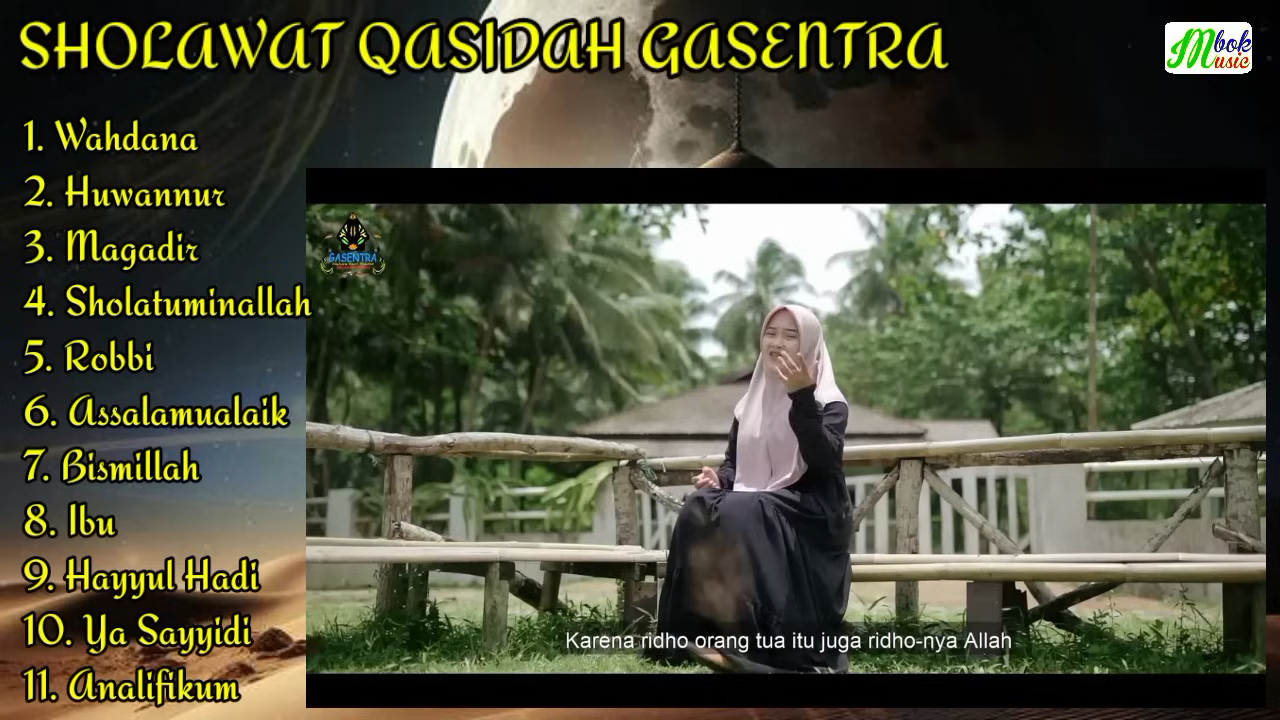 SHOLAWAT QASIDAH GASENTRA
Mbok
Music
1. Wahdana
2. Huwannur
3. Magadir
4. Sholatuminallah
5. Robbi
6. Assalamualaik
7. Bismillah
8. Ibu
9. Hayyul Hadi
10. Ya Sayyidi
11. Analifikum
GASENTRA
Karena ridho orang tua itu juga ridho-nya Allah